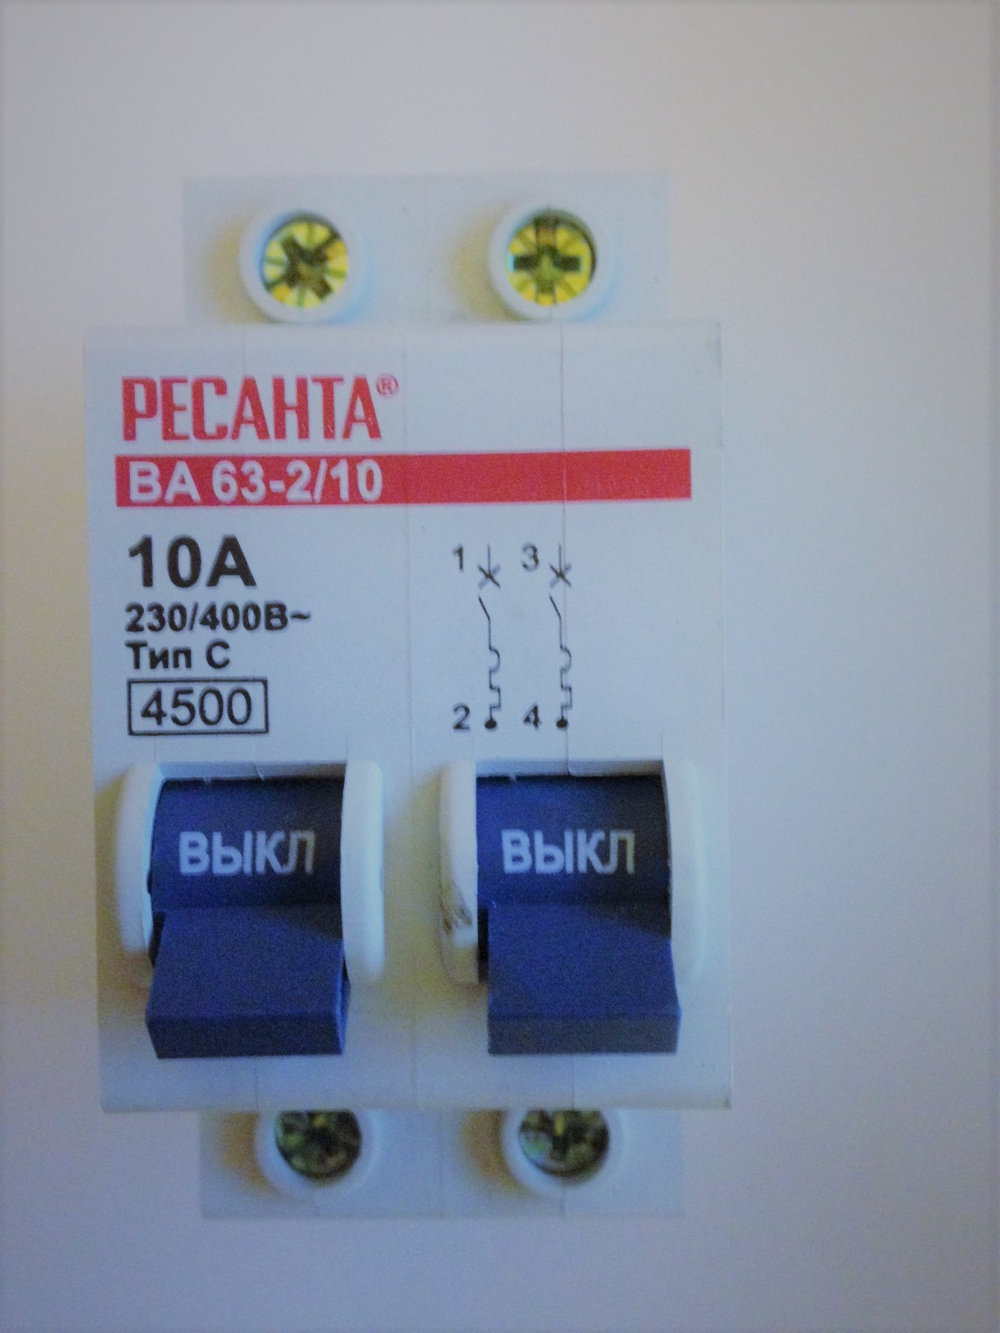 РЕСАНТА®
ВА 63-2/10
10А
230/400В~
Тип С
4500
1 3
2 4
ВЫКЛ ВЫКЛ